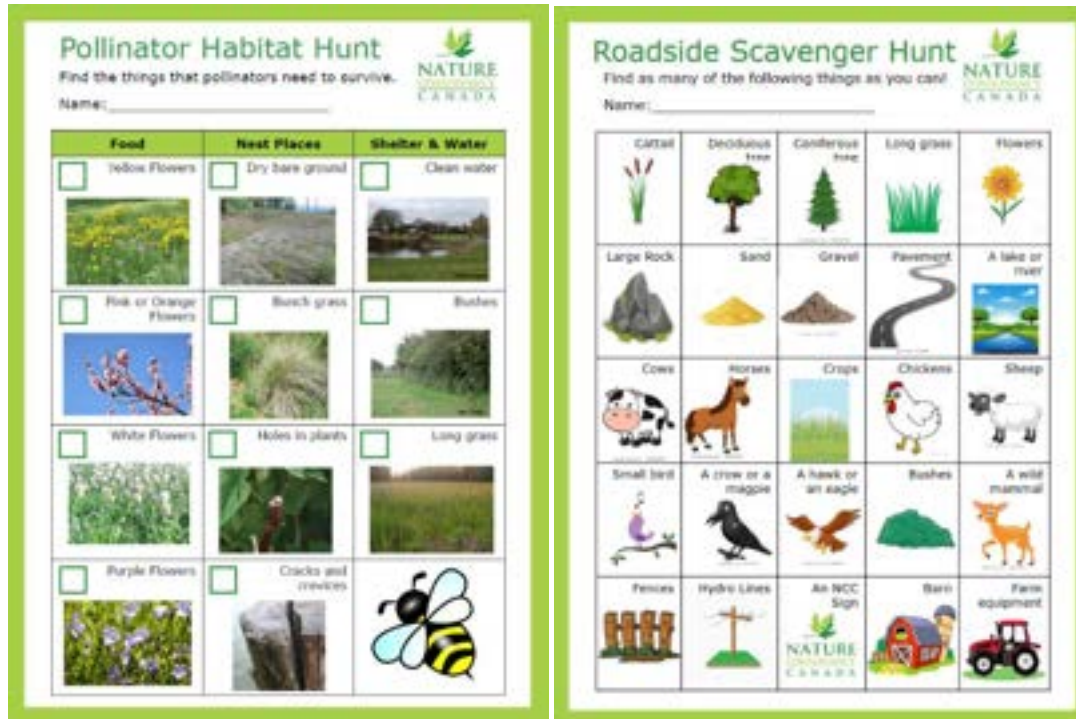 Pollinator Habitat Hunt
Find the things that pollinators need to survive.
NATURE
CONSERVANCY
CANADA
Name:
Food
Nest Places
Shelter & Water
Yellow Flowers
Dry bare ground
Clean water
Pink or Orange
Flowers
Bunch grass
Bushes
White Flowers
Holes in plants
Long grass
Purple Flowers
Cracks and
crevices
Roadside Scavenger Hunt
Find as many of the following things as you can!
NATURE
CONSERVANCY
CANADA
Name:
Cattail
Deciduous
tree
Coniferous
tree
Long grass
Flowers
Large Rock
Sand
Gravel
Pavement
A lake or
river
Cows
Horses
Crops
Chickens
Sheep
Small bird
A crow or a
magpie
A hawk or
an eagle
Bushes
A wild
mammal
Fences
Hydro Lines
An NCC
Sign
NATURE
CONSERVANCY
CANADA
Barn
Farm
equipment